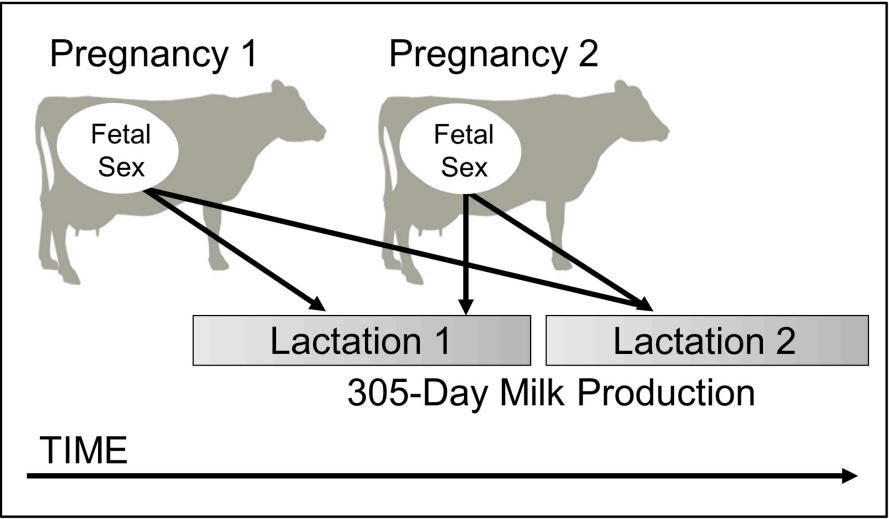 Pregnancy 1
Pregnancy 2
Fetal
Sex
Fetal
Sex
Lactation 1
Lactation 2
305-Day Milk Production
TIME